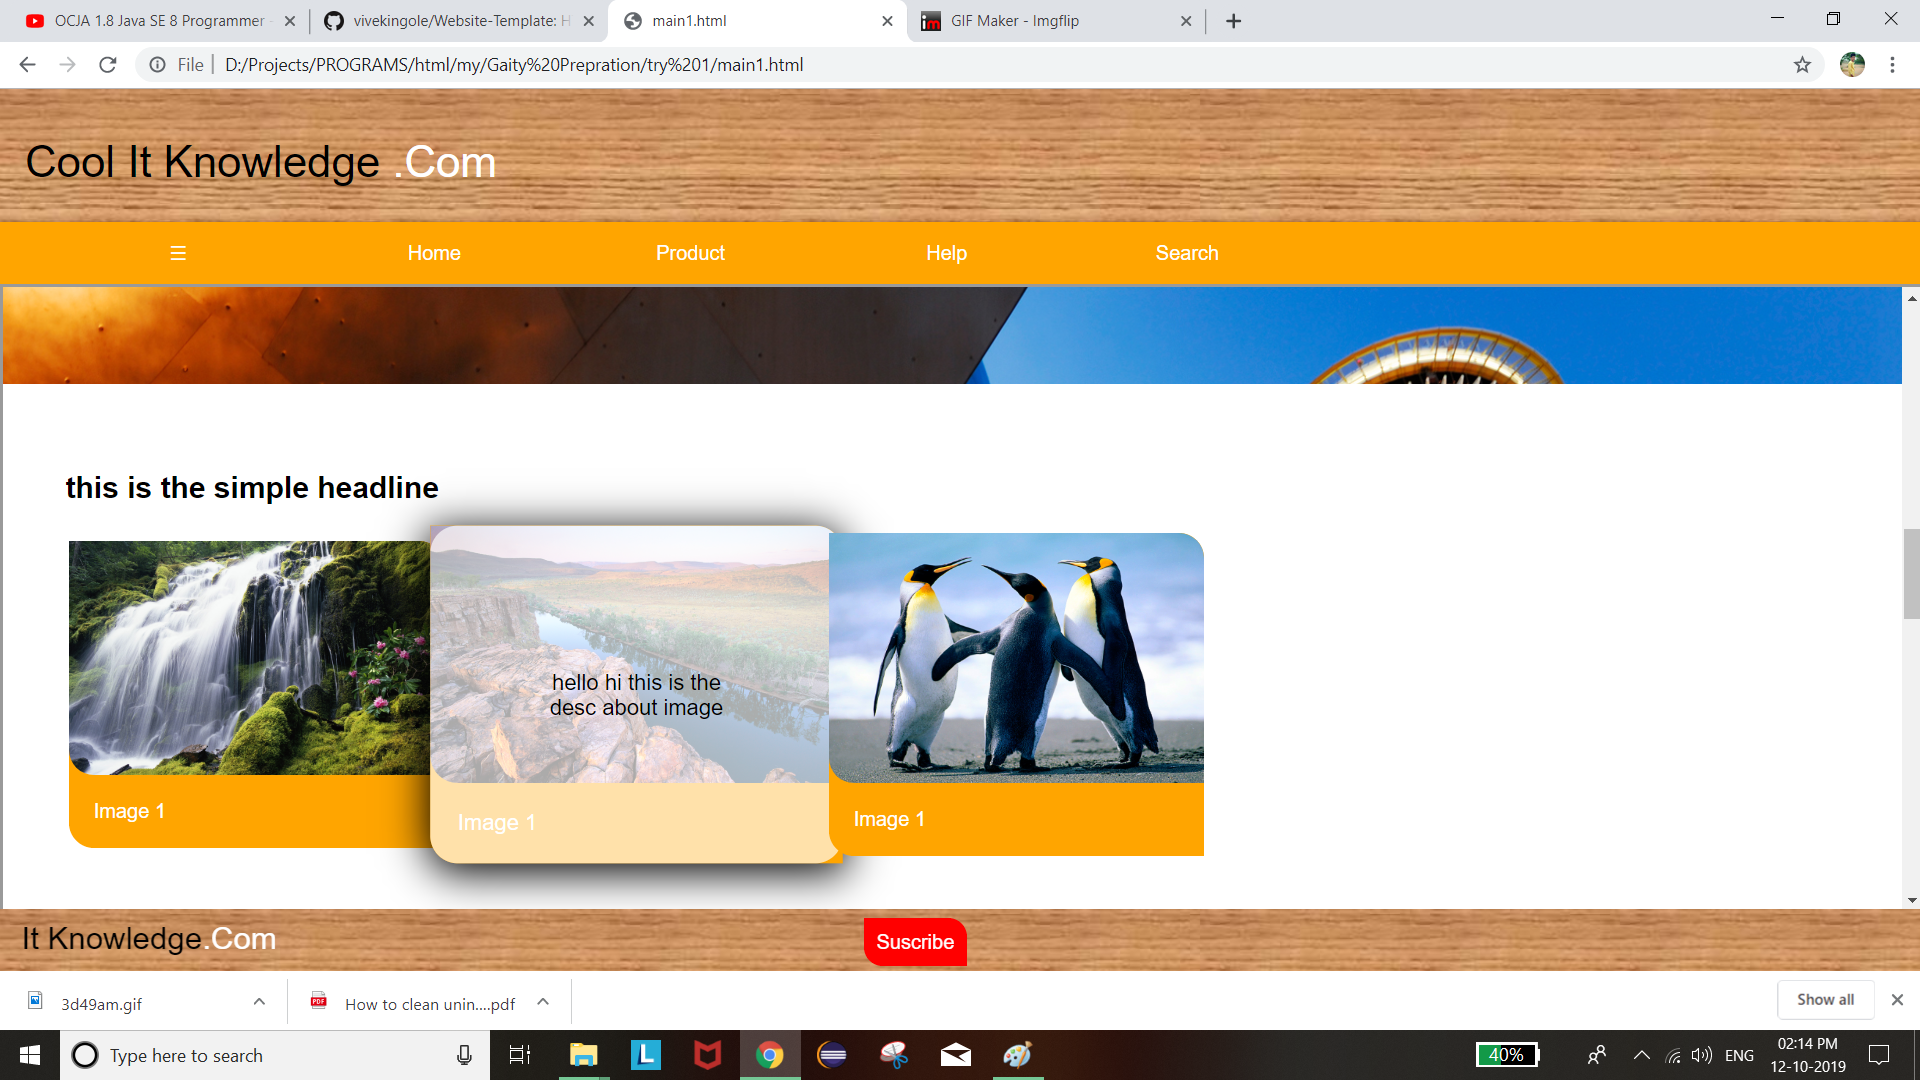 OCJA 1.8 Java SE 8 Programmer
vivekingole/Website-Template: H
main1.html
GIF Maker - Imgflip
File
D:/Projects/PROGRAMS/html/my/Gaity%20Prepration/try%201/main1.html
Cool It Knowledge .Com
☰ Home Product Help Search
this is the simple headline
hello hi this is the
desc about image
Image 1
Image 1
Image 1
It Knowledge.Com
Suscribe
3d49am.gif
PDF
How to clean unin....pdf
Show all
Type here to search
L
40%
ENG
02:14 PM
12-10-2019